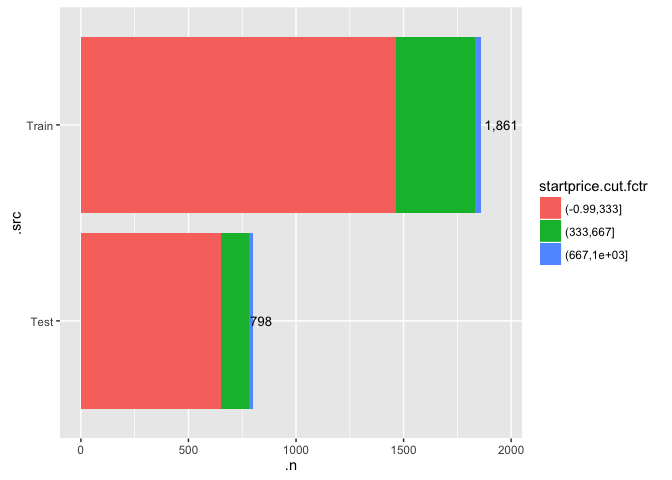 Train
1,861
Test
798
.src
0
500
1000
1500
2000
.n
startprice.cut.fctr
(-0.99,333]
(333,667]
(667,1e+03]